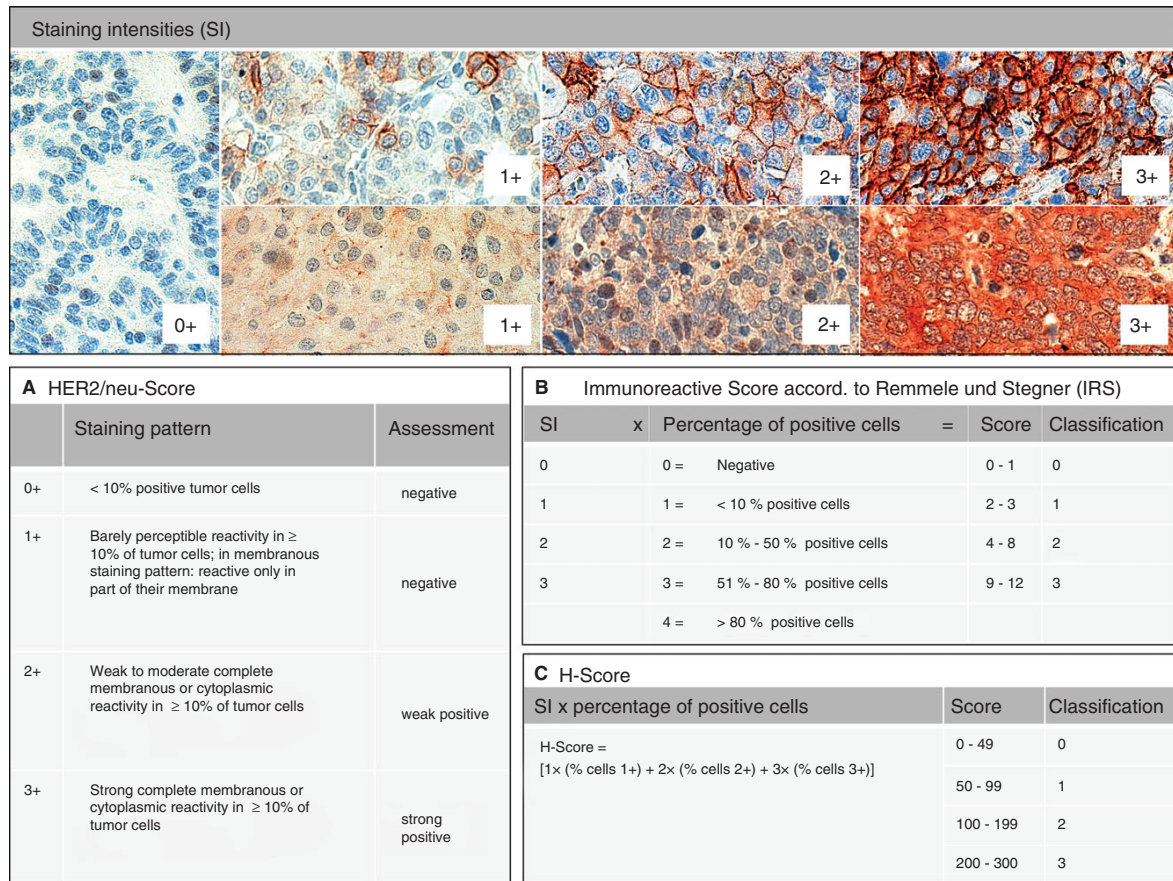 Staining intensities (SI)
0+
1+
2+
3+
1+
2+
3+
A HER2/neu-Score
Staining pattern Assessment
0+ < 10% positive tumor cells negative
1+ Barely perceptible reactivity in ≥
10% of tumor cells; in membranous
staining pattern: reactive only in
part of their membrane
negative
2+ Weak to moderate complete
membranous or cytoplasmic
reactivity in ≥ 10% of tumor cells
weak positive
3+ Strong complete membranous or
cytoplasmic reactivity in ≥ 10% of
tumor cells
strong
positive
B Immunoreactive Score accord. to Remmele und Stegner (IRS)
SI x Percentage of positive cells = Score Classification
0 0 = Negative 0 - 1 0
1 1 = < 10 % positive cells 2 - 3 1
2 2 = 10 % - 50 % positive cells 4 - 8 2
3 3 = 51 % - 80 % positive cells 9 - 12 3
4 = > 80 % positive cells
C H-Score
SI x percentage of positive cells Score Classification
H-Score =
[1× (% cells 1+) + 2× (% cells 2+) + 3× (% cells 3+)]
0 - 49 0
50 - 99 1
100 - 199 2
200 - 300 3